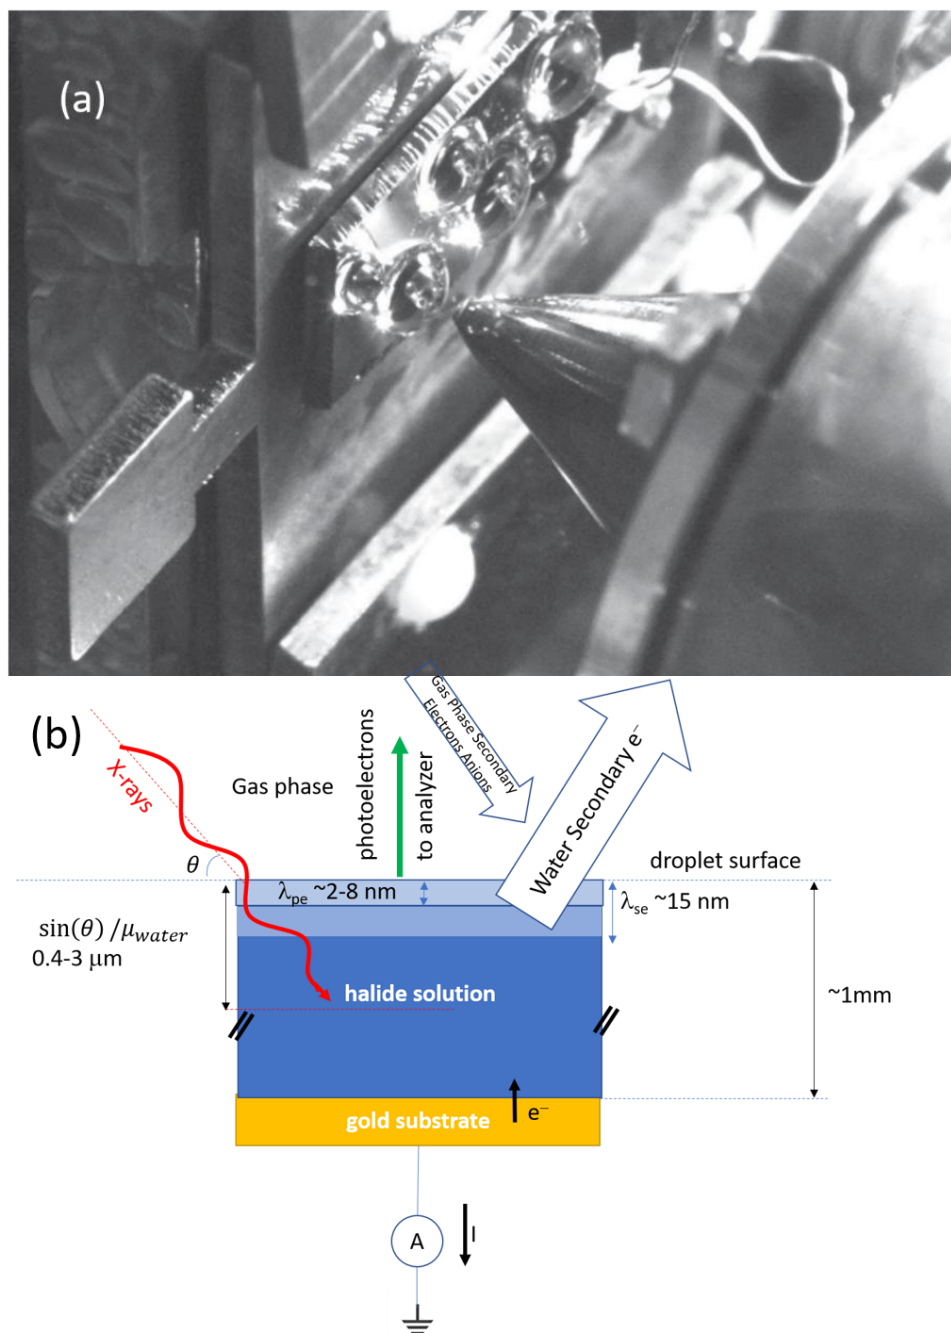 (a)
(b)
X-rays
θ
Gas phase
photoelectrons
to analyzer
Gas Phase Secondary
Electrons Anions
Water Secondary e⁻
droplet surface
λpe ~2-8 nm
λse ~15 nm
sin(θ) /μwater
0.4-3 μm
halide solution
~1mm
e⁻
gold substrate
A
I